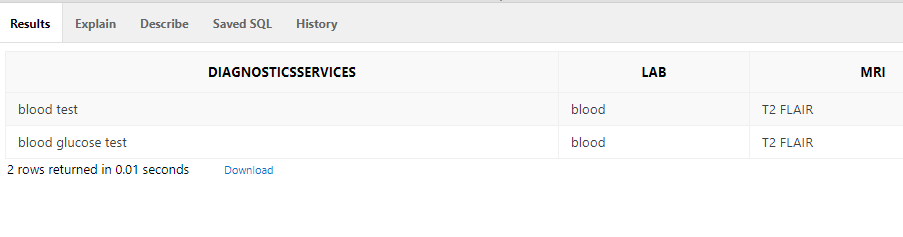 Results Explain Describe Saved SQL History
DIAGNOSTICSSERVICES LAB MRI
blood test blood T2 FLAIR
blood glucose test blood T2 FLAIR
2 rows returned in 0.01 seconds Download